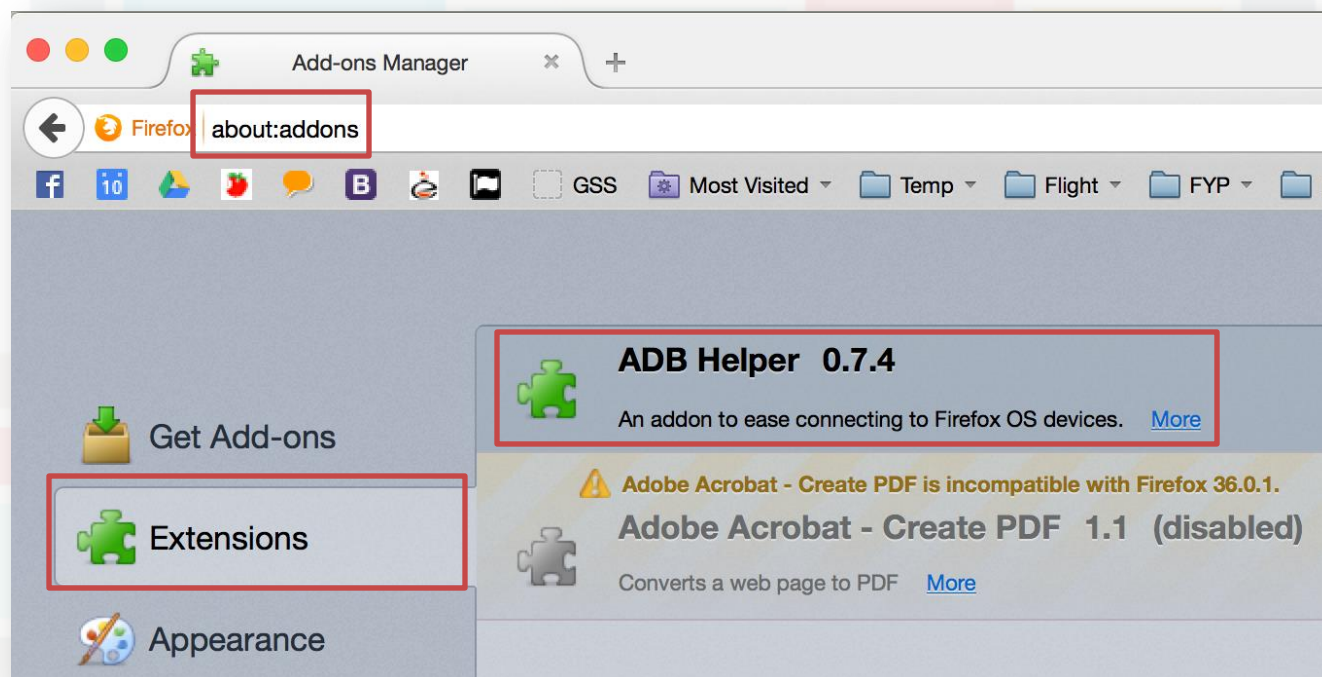 Add-ons Manager
Firefox about:addons
10 B GSS Most Visited Temp Flight FYP
ADB Helper 0.7.4
An addon to ease connecting to Firefox OS devices. More
Get Add-ons
Adobe Acrobat - Create PDF is incompatible with Firefox 36.0.1.
Extensions
Adobe Acrobat - Create PDF 1.1 (disabled)
Converts a web page to PDF More
Appearance